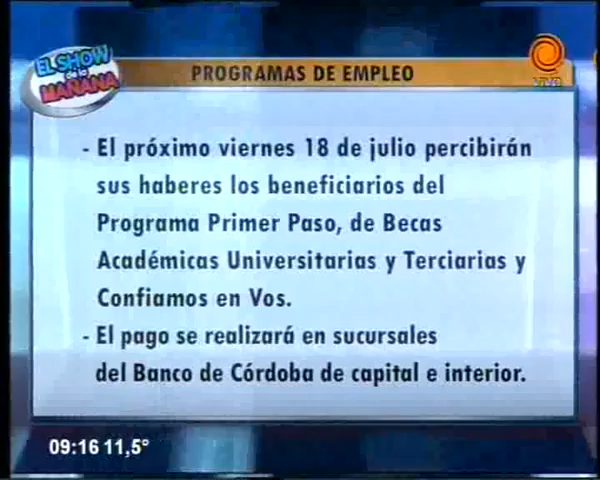 EL SHOW
de la
MAÑANA
PROGRAMAS DE EMPLEO
VIVO
- El próximo viernes 18 de julio percibirán
sus haberes los beneficiarios del
Programa Primer Paso, de Becas
Académicas Universitarias y Terciarias y
Confiamos en Vos.
- El pago se realizará en sucursales
del Banco de Córdoba de capital e interior.
09:16 11,5°